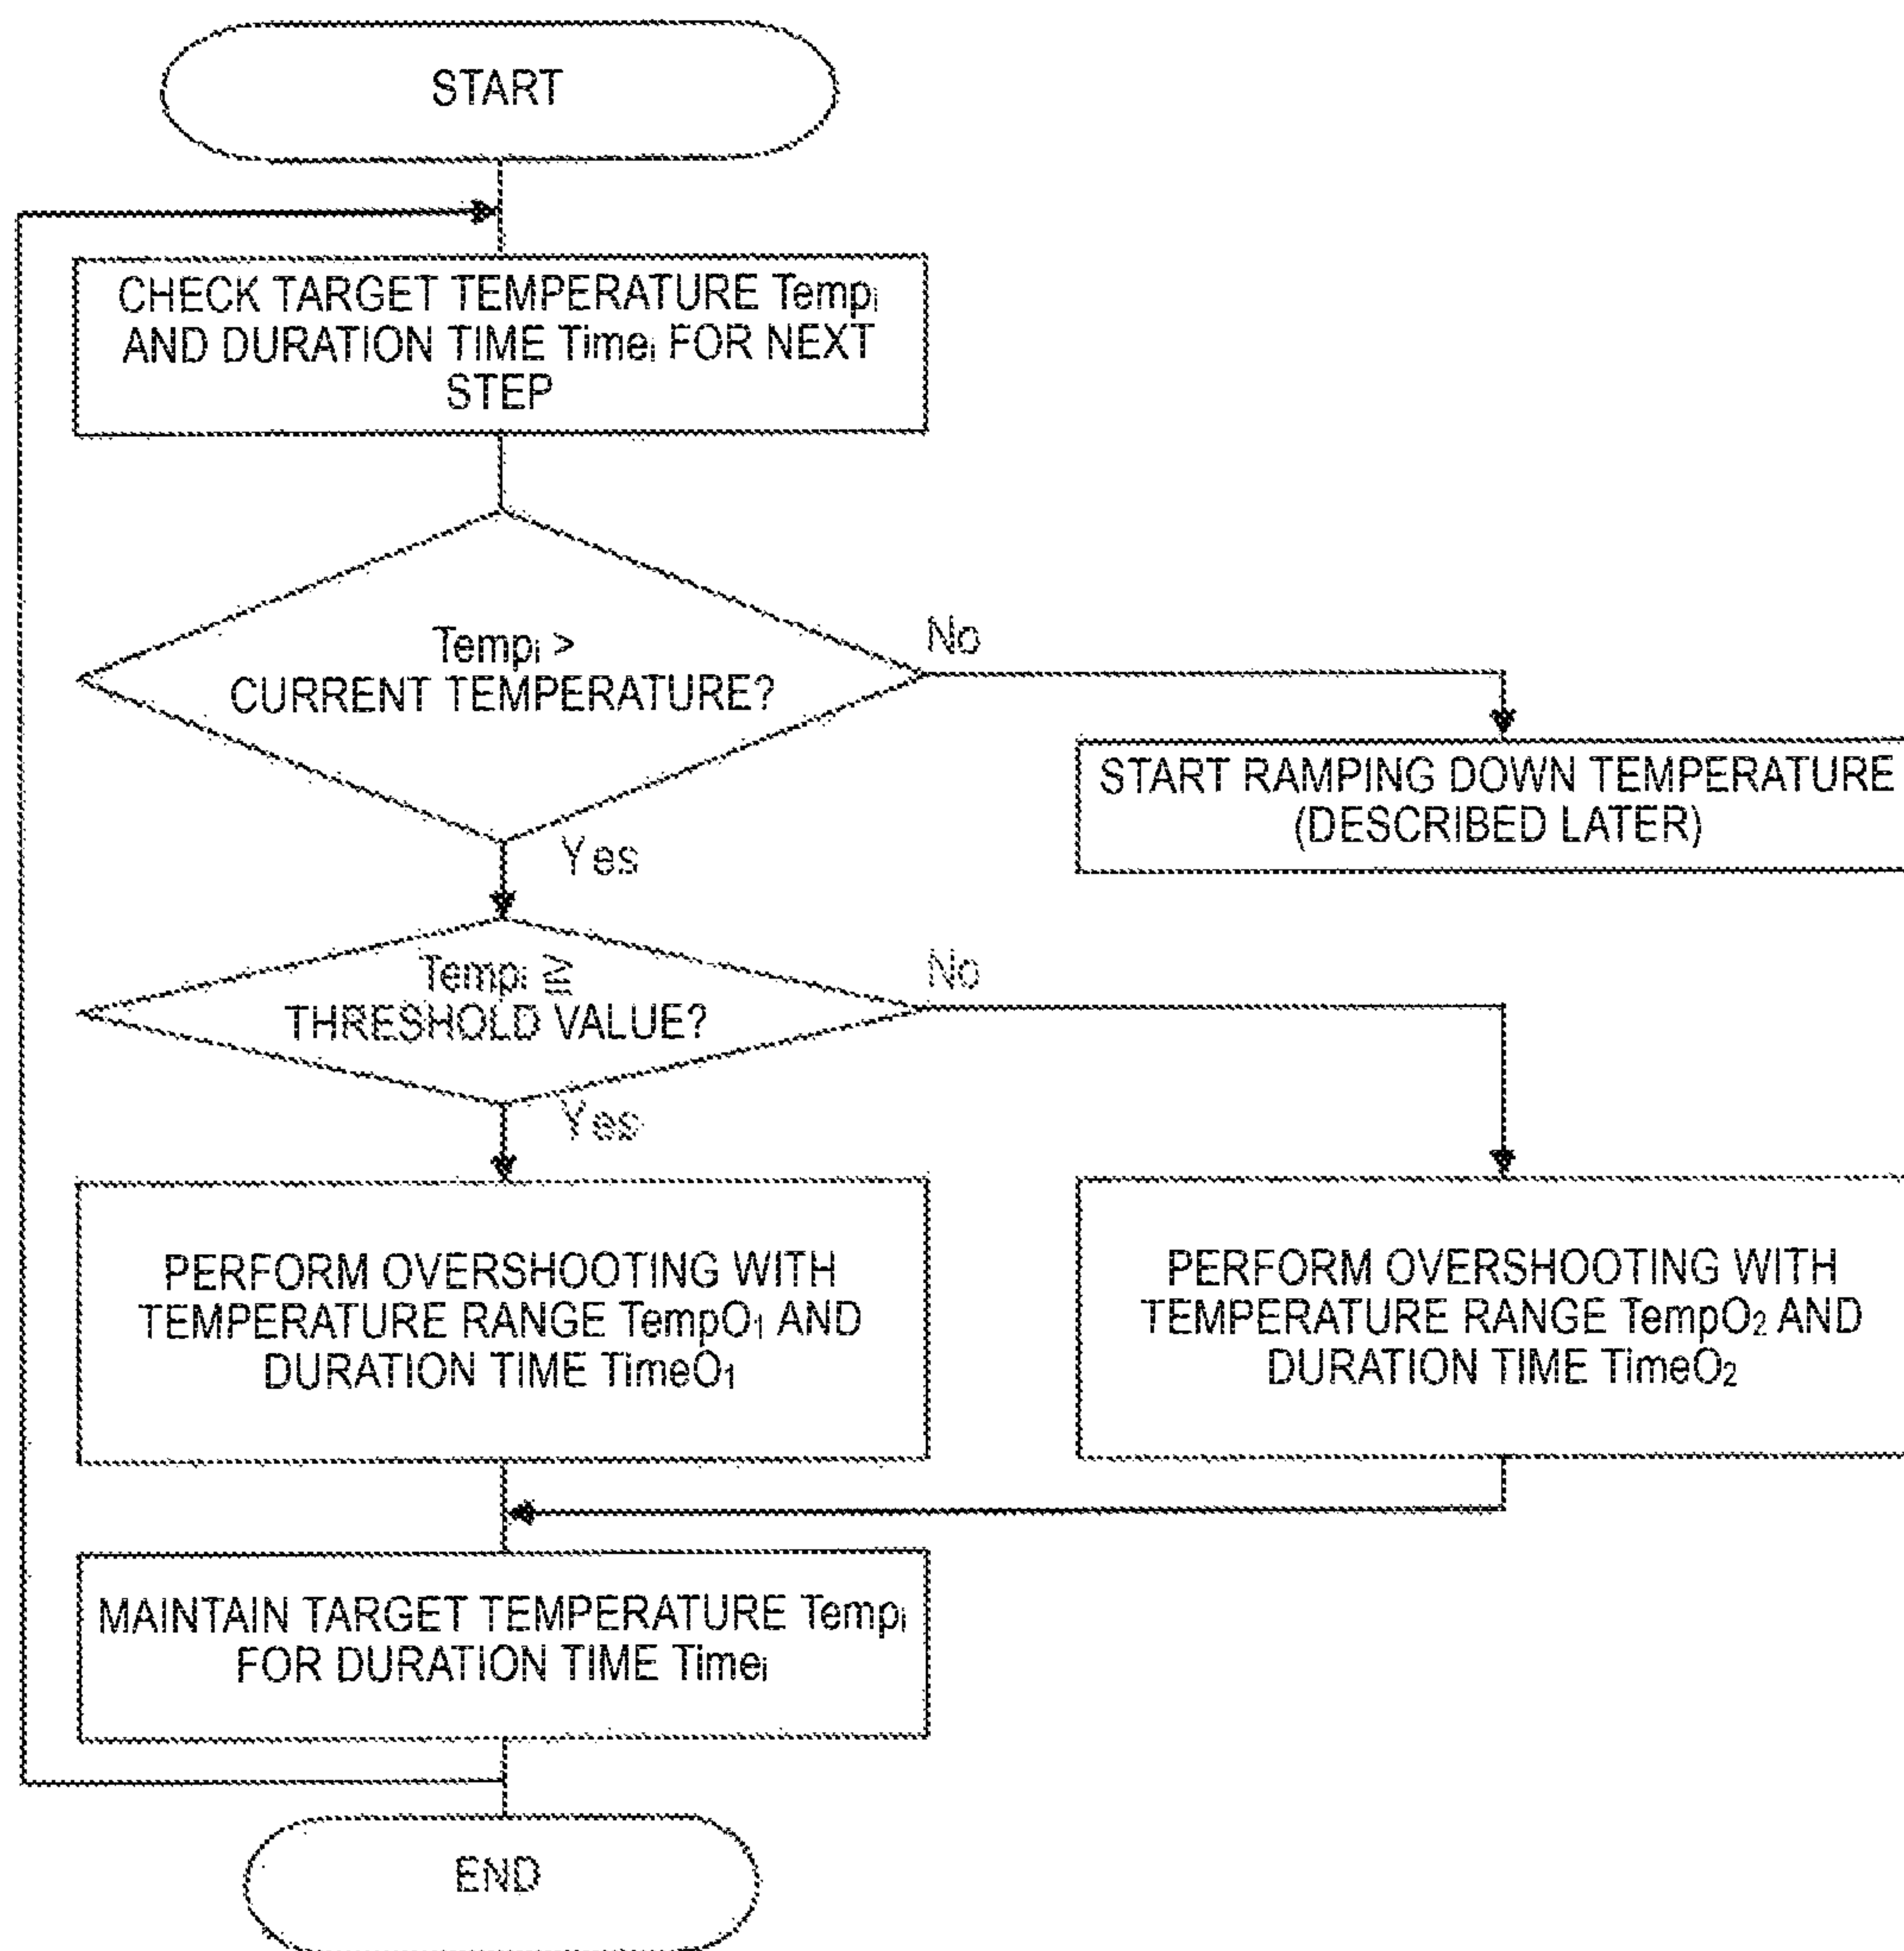 START
CHECK TARGET TEMPERATURE Tempᵢ
AND DURATION TIME Timeᵢ FOR NEXT
STEP
Tempᵢ >
CURRENT TEMPERATURE?
No
START RAMPING DOWN TEMPERATURE
(DESCRIBED LATER)
Yes
Tempᵢ ≧
THRESHOLD VALUE?
No
Yes
PERFORM OVERSHOOTING WITH
TEMPERATURE RANGE TempO₁ AND
DURATION TIME TimeO₁
PERFORM OVERSHOOTING WITH
TEMPERATURE RANGE TempO₂ AND
DURATION TIME TimeO₂
MAINTAIN TARGET TEMPERATURE Tempᵢ
FOR DURATION TIME Timeᵢ
END